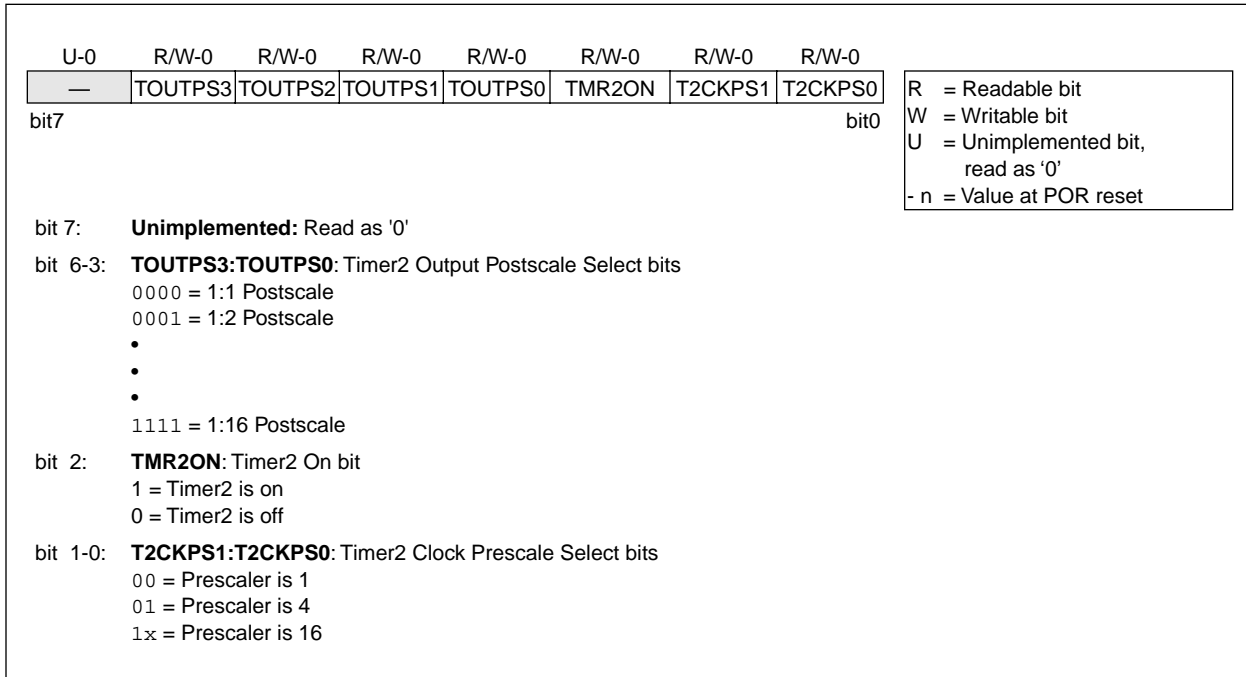 U-0 R/W-0 R/W-0 R/W-0 R/W-0 R/W-0 R/W-0 R/W-0
— TOUTPS3 TOUTPS2 TOUTPS1 TOUTPS0 TMR2ON T2CKPS1 T2CKPS0
bit7 bit0
R = Readable bit
W = Writable bit
U = Unimplemented bit,
read as ‘0’
- n = Value at POR reset
bit 7: Unimplemented: Read as '0'
bit 6-3: TOUTPS3:TOUTPS0: Timer2 Output Postscale Select bits
0000 = 1:1 Postscale
0001 = 1:2 Postscale
•
•
•
1111 = 1:16 Postscale
bit 2: TMR2ON: Timer2 On bit
1 = Timer2 is on
0 = Timer2 is off
bit 1-0: T2CKPS1:T2CKPS0: Timer2 Clock Prescale Select bits
00 = Prescaler is 1
01 = Prescaler is 4
1x = Prescaler is 16